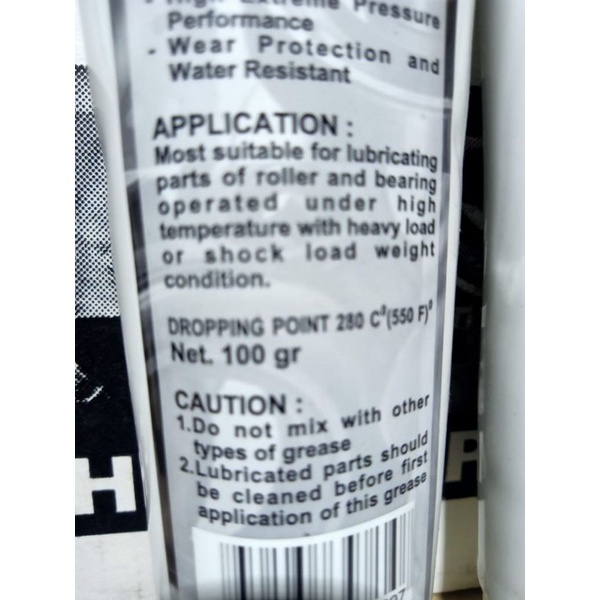 - High Extreme Pressure
Performance
- Wear Protection and
Water Resistant
APPLICATION :
Most suitable for lubricating
parts of roller and bearing
operated under high
temperature with heavy load
or shock load weight
condition.
DROPPING POINT 280 C°(550 F)°
Net. 100 gr
CAUTION :
1.Do not mix with other
types of grease
2.Lubricated parts should
be cleaned before first
application of this grease
H